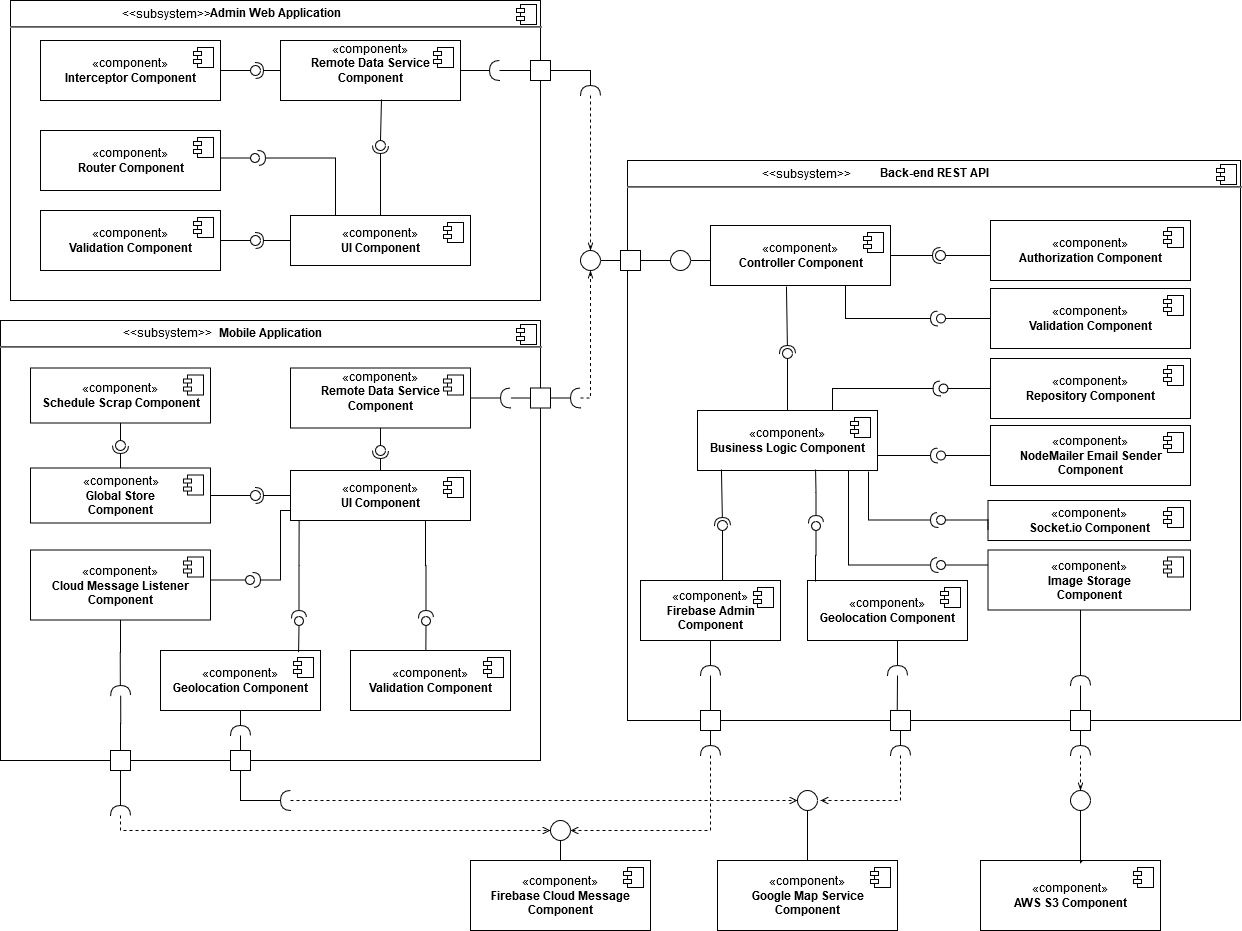 <<subsystem>>Admin Web Application
«component»
Interceptor Component
«component»
Remote Data Service
Component
«component»
Router Component
«component»
Validation Component
«component»
UI Component
<<subsystem>> Mobile Application
«component»
Schedule Scrap Component
«component»
Remote Data Service
Component
«component»
Global Store
Component
«component»
UI Component
«component»
Cloud Message Listener
Component
«component»
Geolocation Component
«component»
Validation Component
<<subsystem>> Back-end REST API
«component»
Controller Component
«component»
Authorization Component
«component»
Validation Component
«component»
Repository Component
«component»
Business Logic Component
«component»
NodeMailer Email Sender
Component
«component»
Socket.io Component
«component»
Image Storage
Component
«component»
Firebase Admin
Component
«component»
Geolocation Component
«component»
Firebase Cloud Message
Component
«component»
Google Map Service
Component
«component»
AWS S3 Component